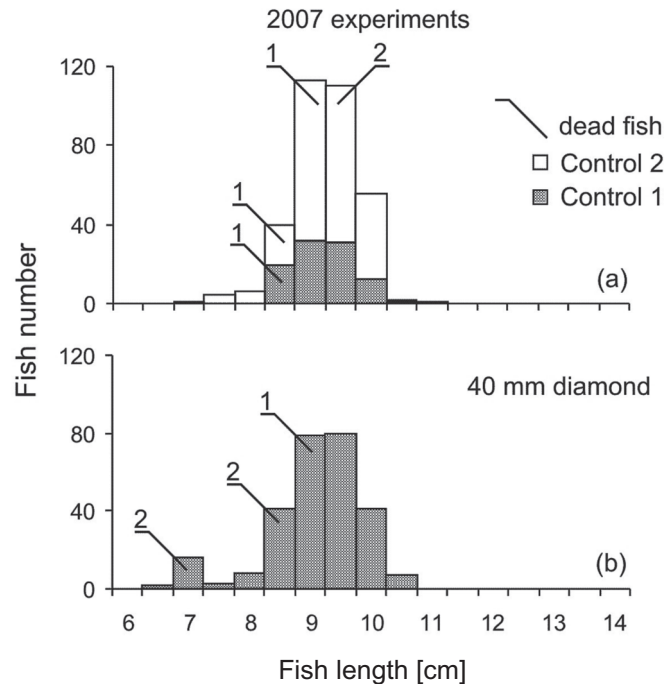 2007 experiments
120
80
40
0
1
2
1
1
dead fish
Control 2
Control 1
(a)
Fish number
120
80
40
0
40 mm diamond
1
2
2
(b)
6 7 8 9 10 11 12 13 14
Fish length [cm]